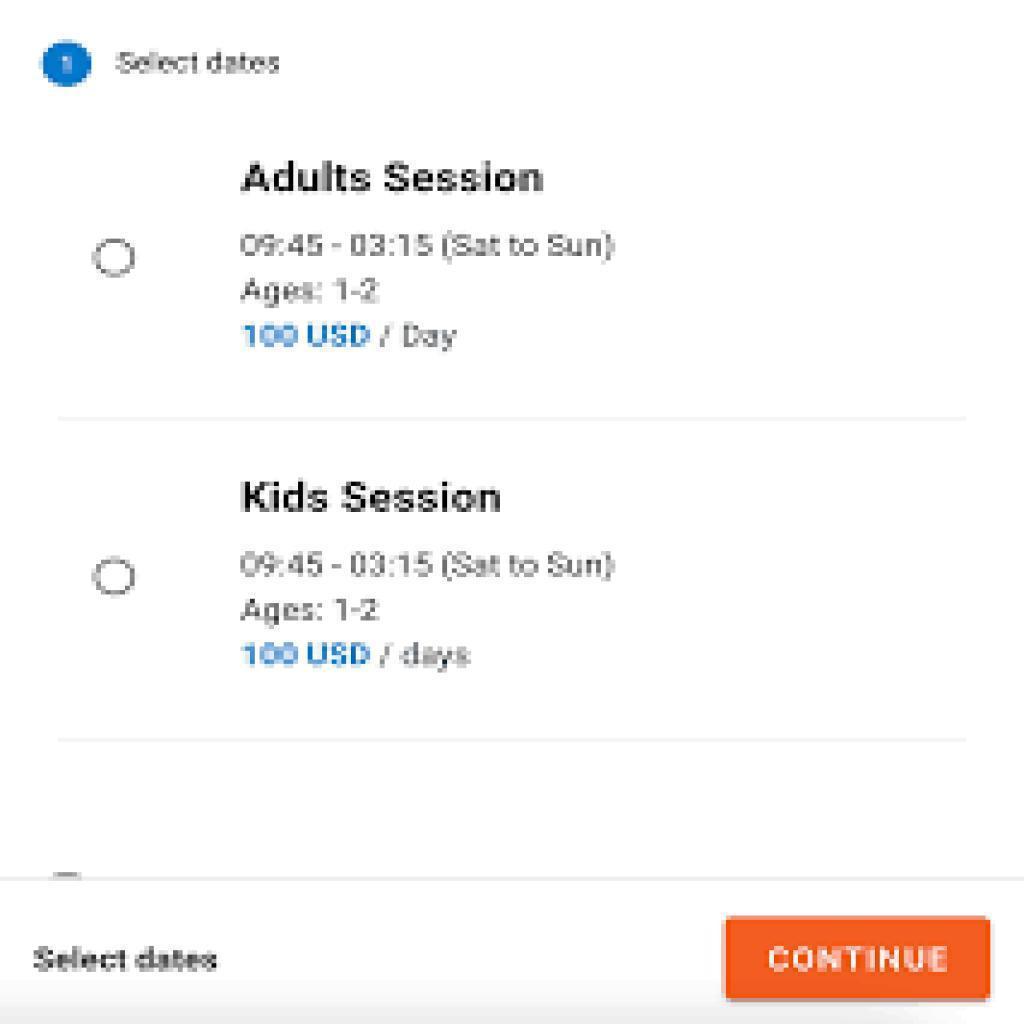 1 Select dates
Adults Session
09:45 - 03:15 (Sat to Sun)
Ages: 1-2
100 USD / Day
Kids Session
09:45 - 03:15 (Sat to Sun)
Ages: 1-2
100 USD / days
Select dates
CONTINUE